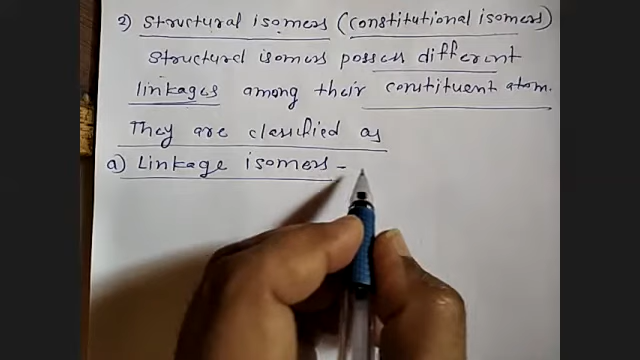 2) Structural isomers (constitutional isomers)
Structural isomers possess different
linkages among their constituent atom.
They are classified as
a) Linkage isomers -